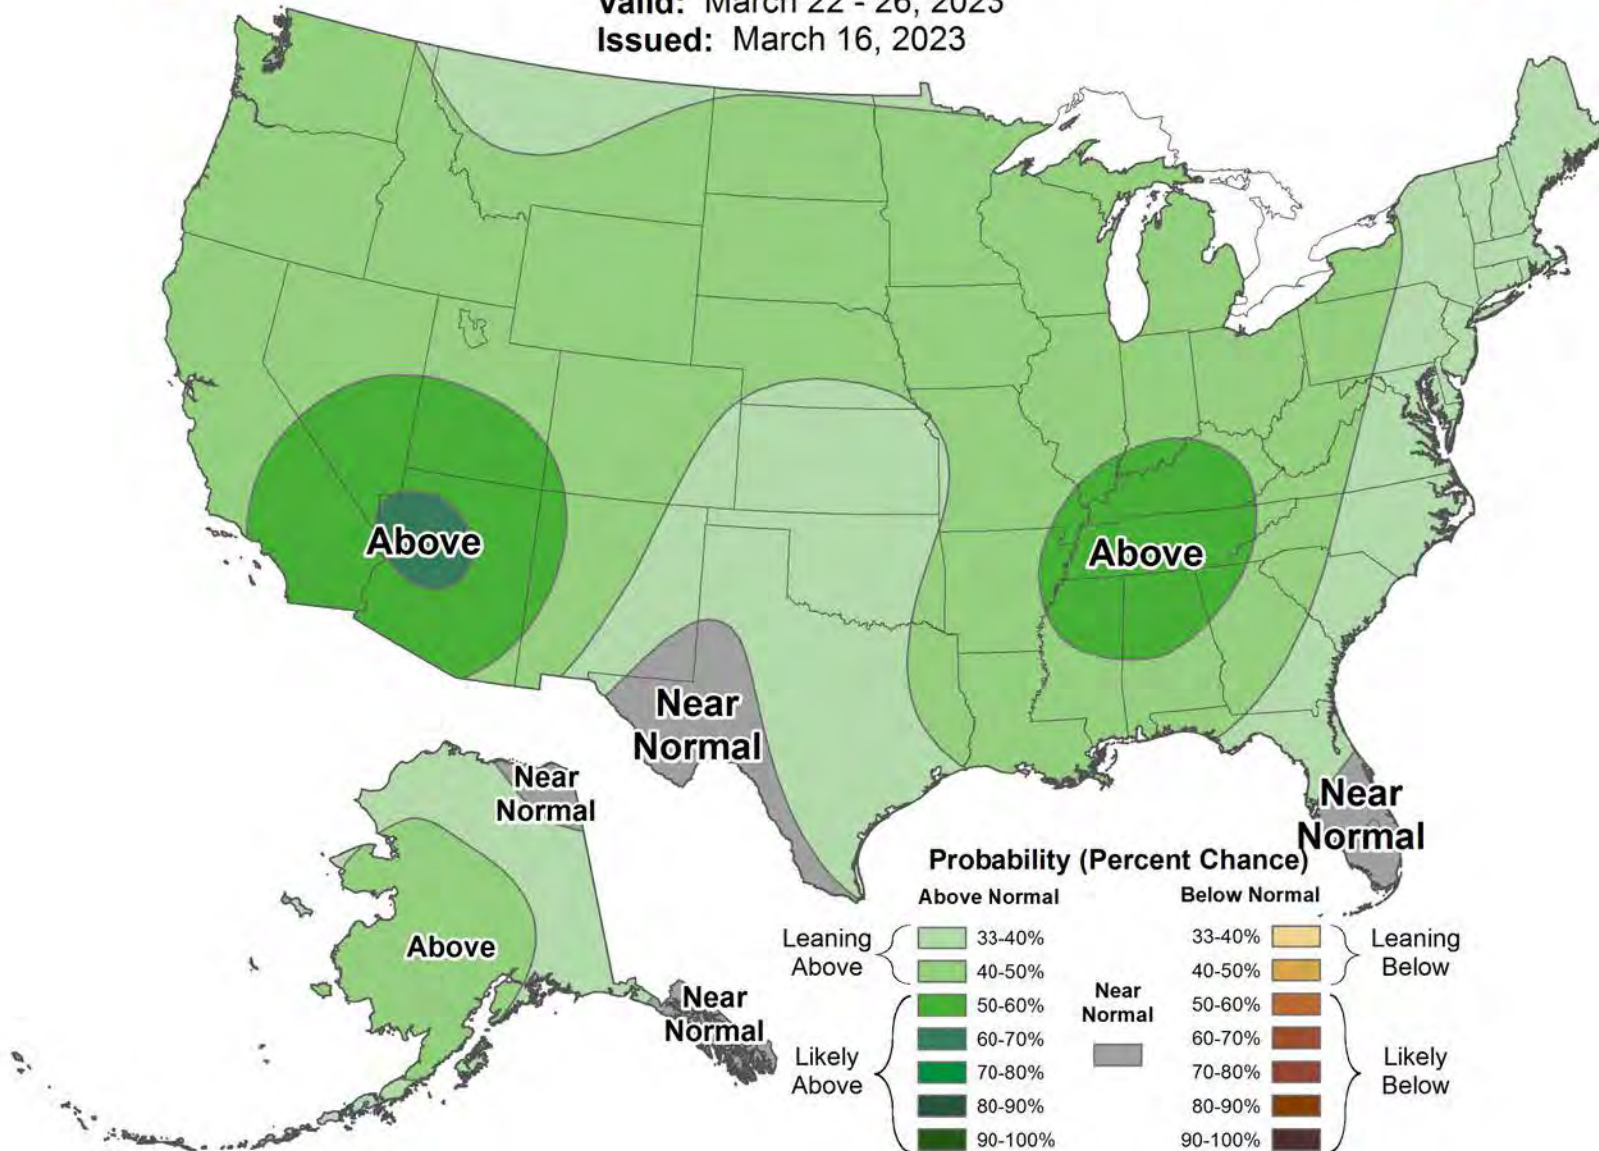 Valid: March 22 - 26, 2023
Issued: March 16, 2023
Above
Above
Near
Normal
Near
Normal
Near
Normal
Above
Near
Normal
Probability (Percent Chance)
Above Normal
Below Normal
Leaning
Above
33-40%
40-50%
Likely
Above
50-60%
60-70%
70-80%
80-90%
90-100%
Near
Normal
33-40%
40-50%
Leaning
Below
50-60%
60-70%
70-80%
80-90%
90-100%
Likely
Below